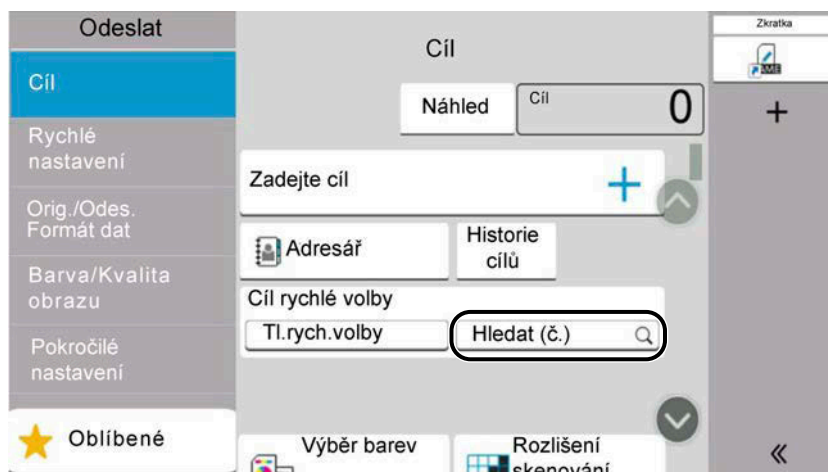 Odeslat
Cíl
Rychlé
nastavení
Orig./Odes.
Formát dat
Barva/Kvalita
obrazu
Pokročilé
nastavení
Oblíbené
Cíl
Náhled
Cíl
0
Zadejte cíl
Adresář
Historie
cílů
Cíl rychlé volby
Tl.rych.volby
Hledat (č.)
Výběr barev
Rozlišení
skenování
Zkratka